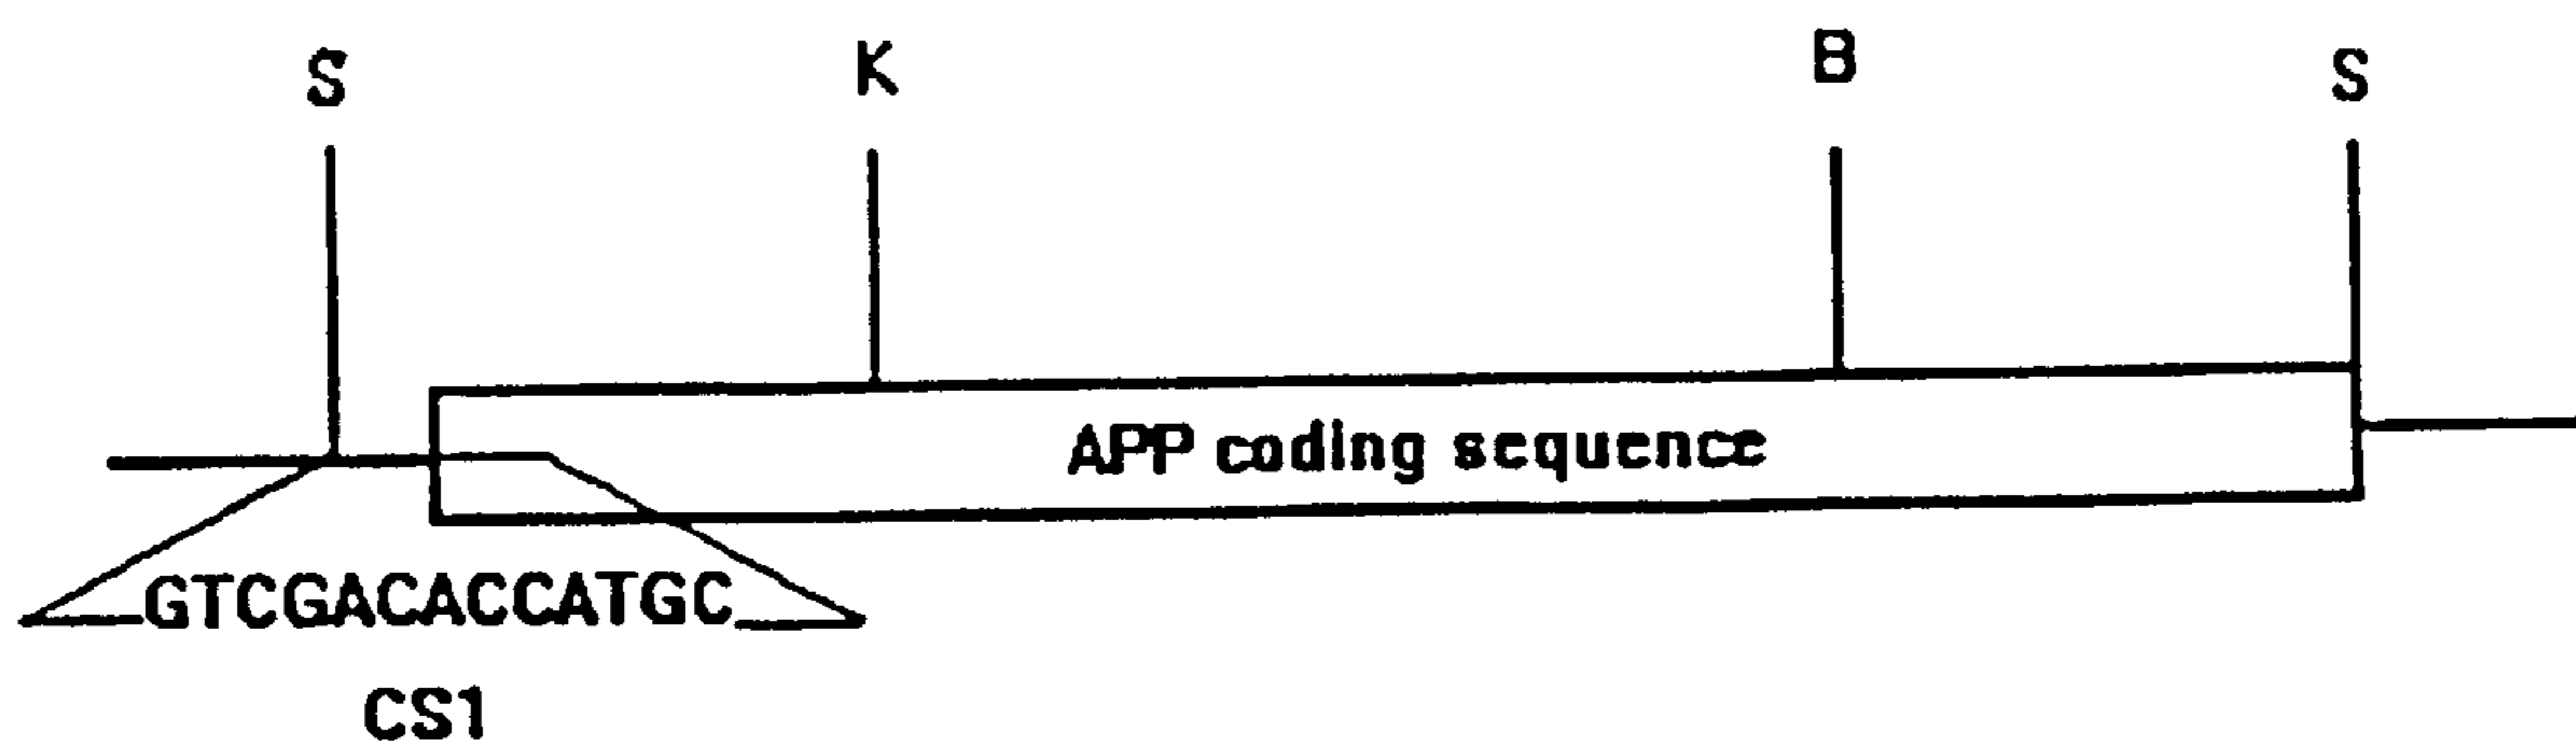 S K B S
APP coding sequence
GTCGACACCATGC
CS1